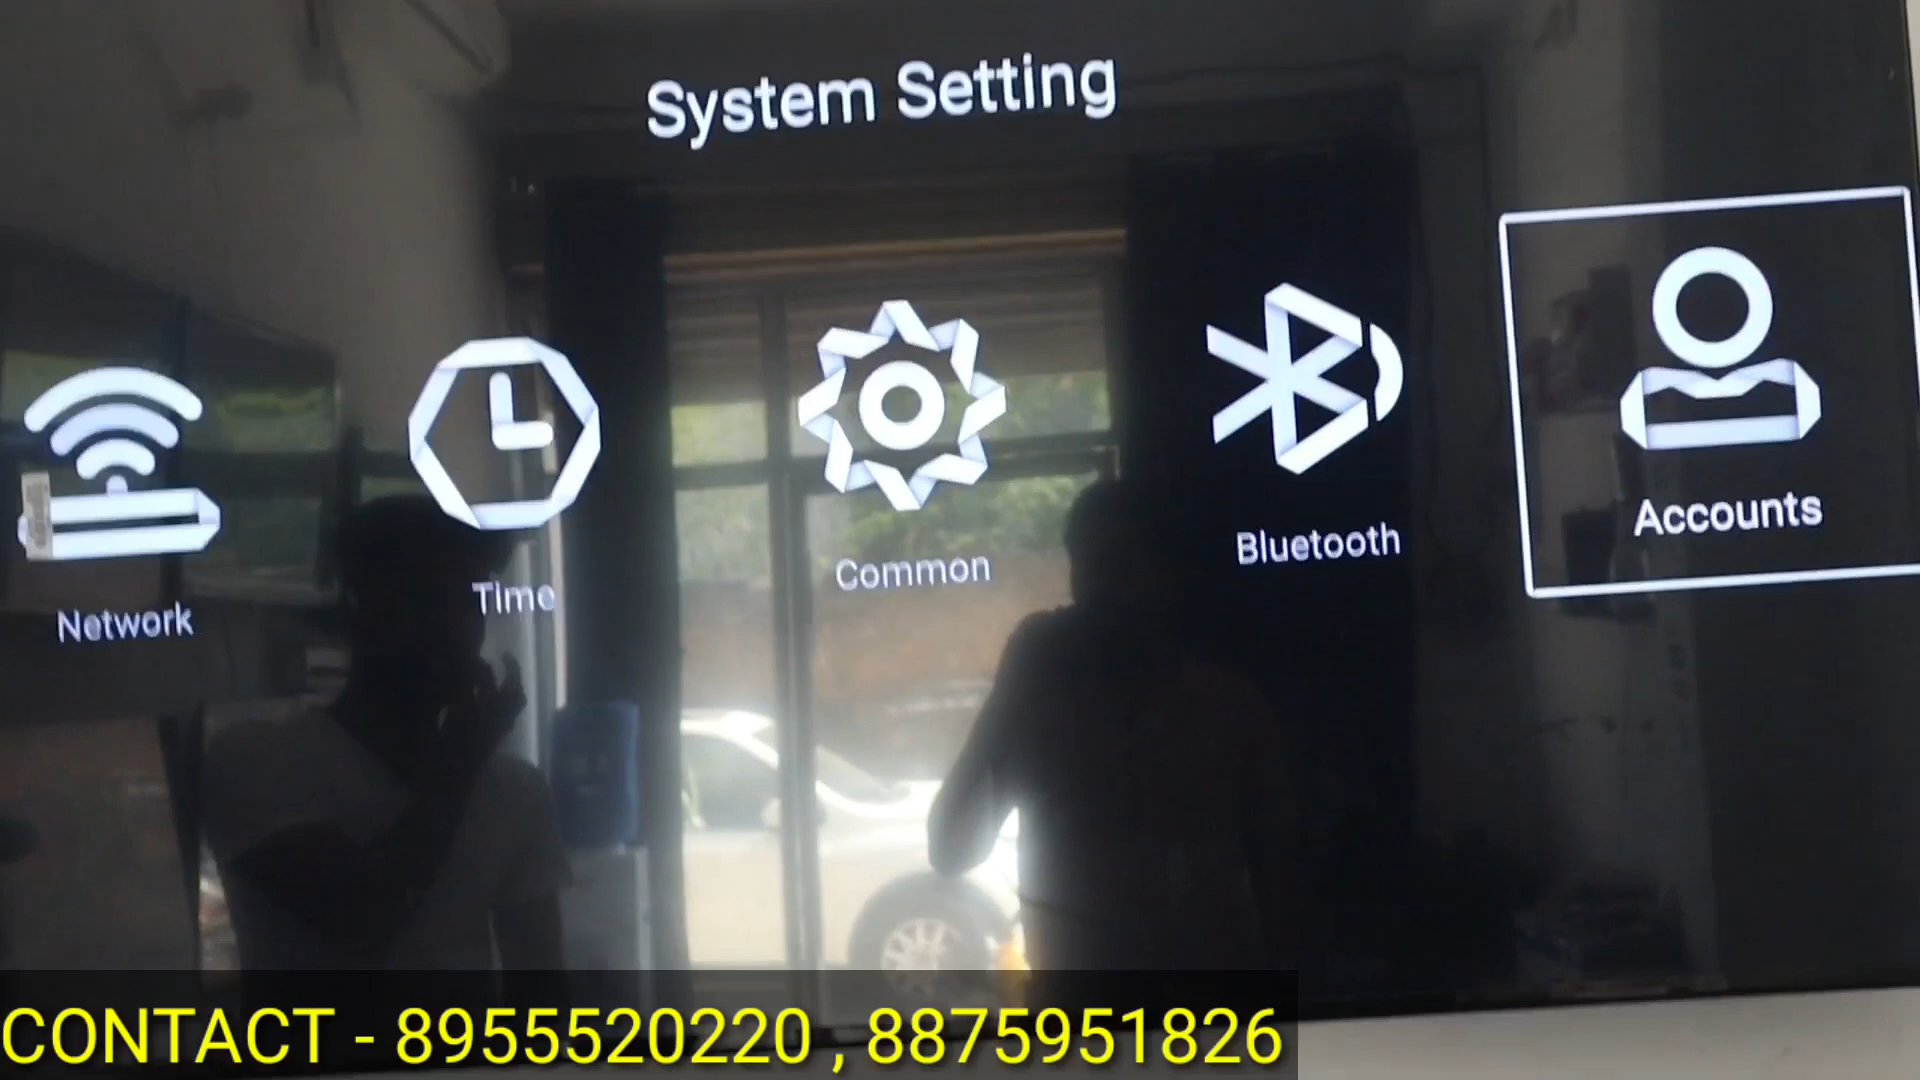 System Setting
Network
Time
Common
Bluetooth
Accounts
CONTACT - 8955520220 , 8875951826